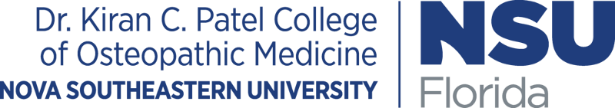 Dr. Kiran C. Patel College
of Osteopathic Medicine
NOVA SOUTHEASTERN UNIVERSITY
NSU
Florida